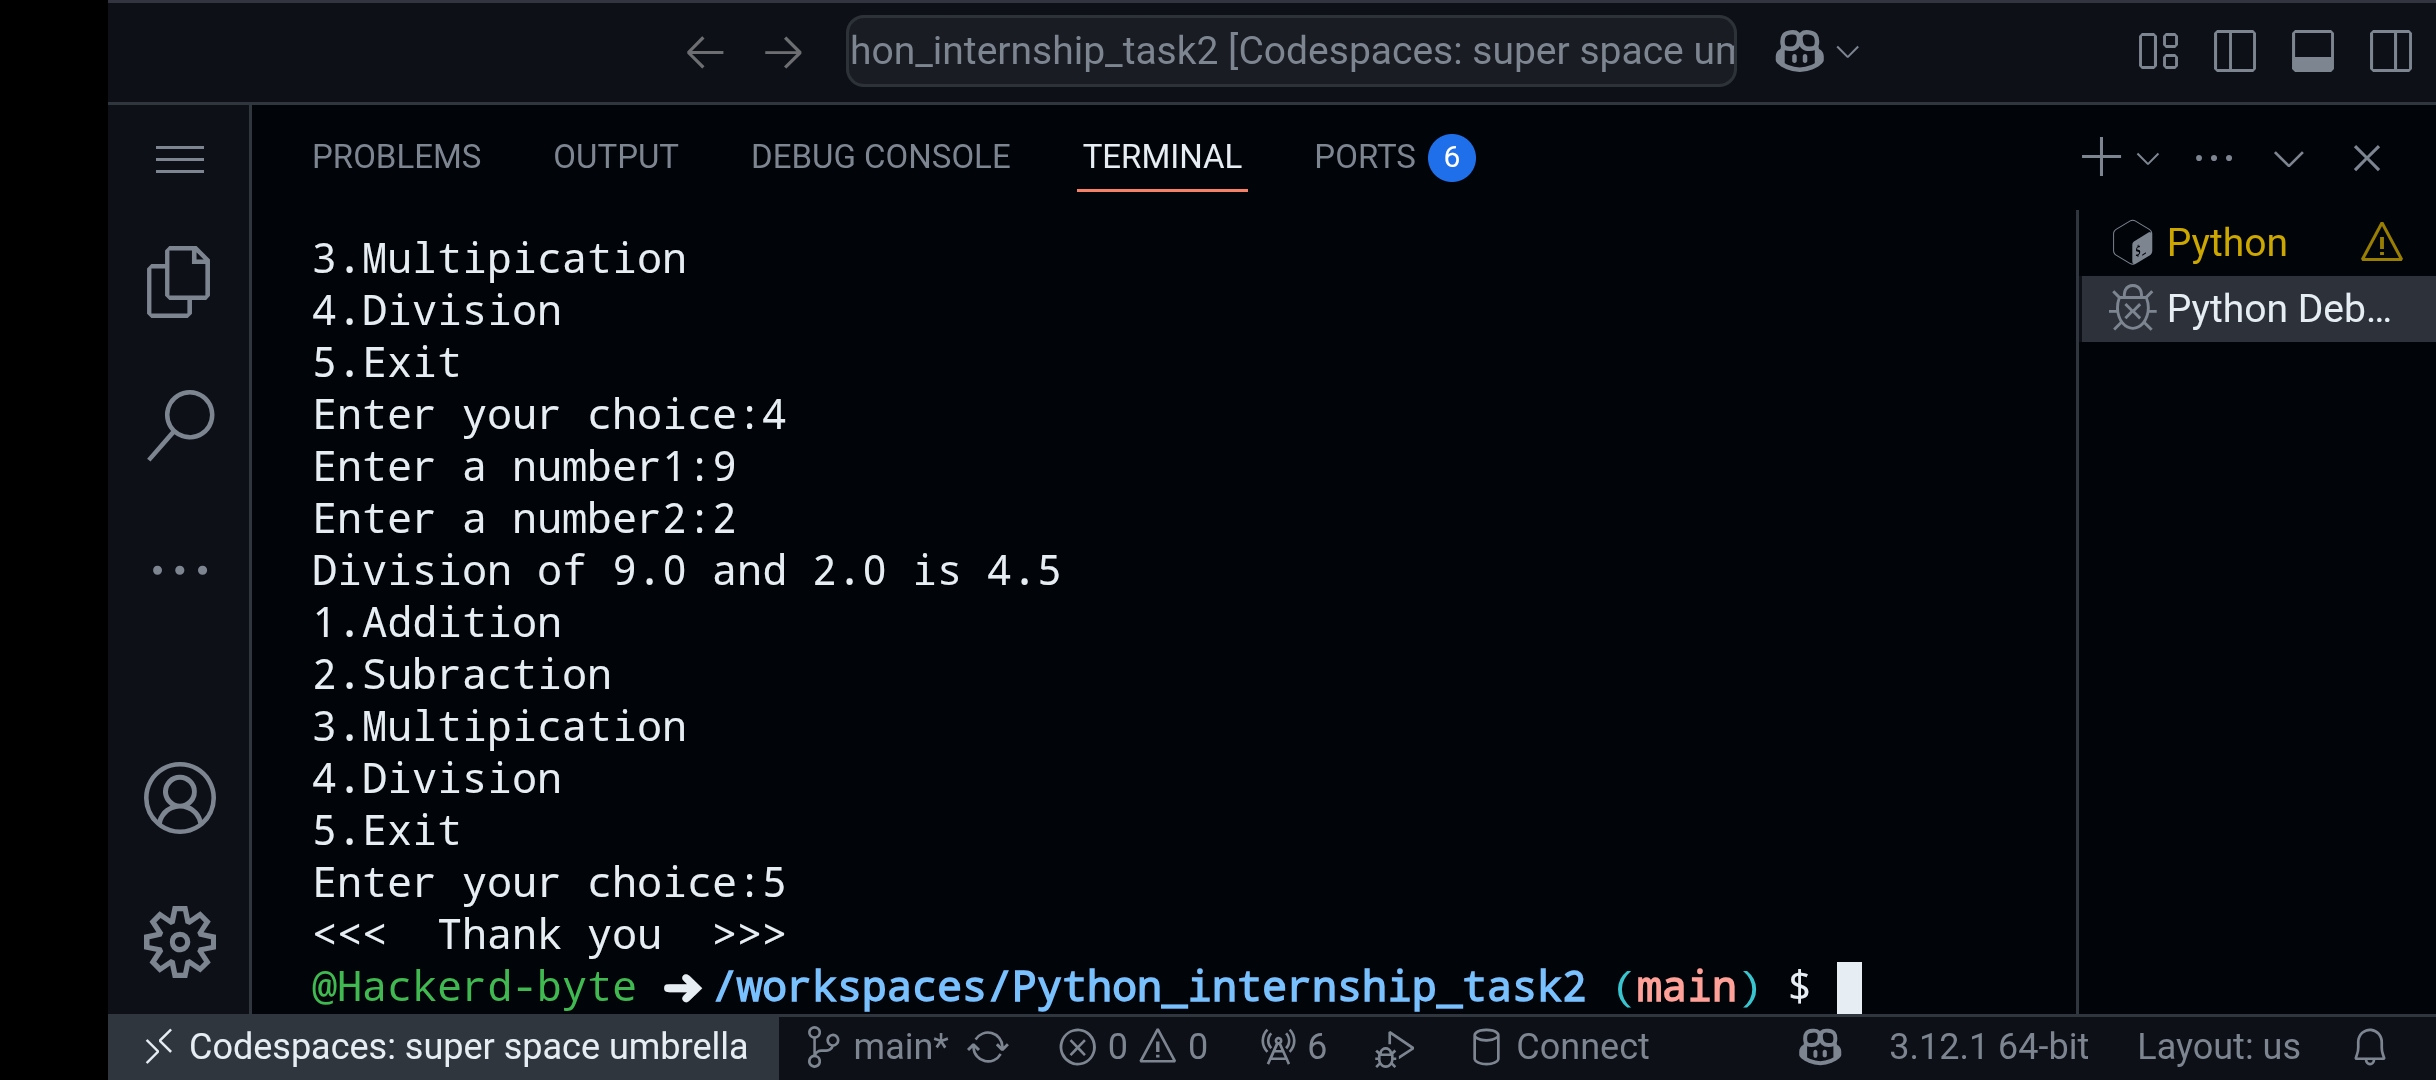 hon_internship_task2 [Codespaces: super space um
PROBLEMS OUTPUT DEBUG CONSOLE TERMINAL PORTS 6
Python
Python Deb...
3.Multipication
4.Division
5.Exit
Enter your choice:4
Enter a number1:9
Enter a number2:2
Division of 9.0 and 2.0 is 4.5
1.Addition
2.Subraction
3.Multipication
4.Division
5.Exit
Enter your choice:5
<<<  Thank you  >>>
@Hackerd-byte ➜ /workspaces/Python_internship_task2 (main) $
Codespaces: super space umbrella main* 0 0 6 Connect 3.12.1 64-bit Layout: us